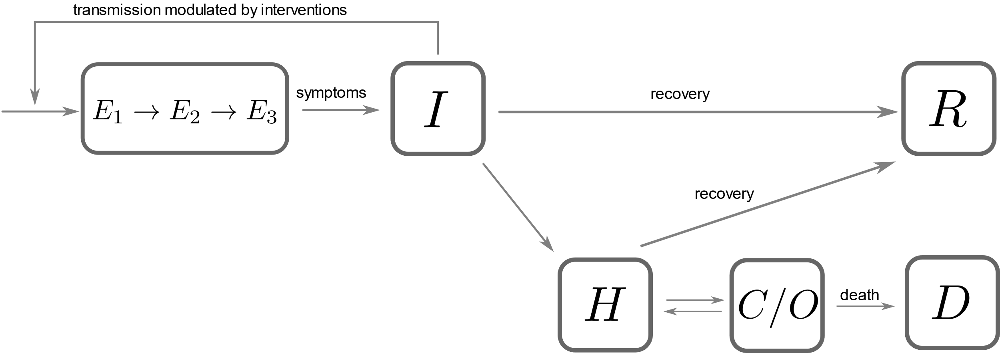 transmission modulated by interventions
symptoms
recovery
E₁ → E₂ → E₃
I
R
recovery
H
C/O
death
D